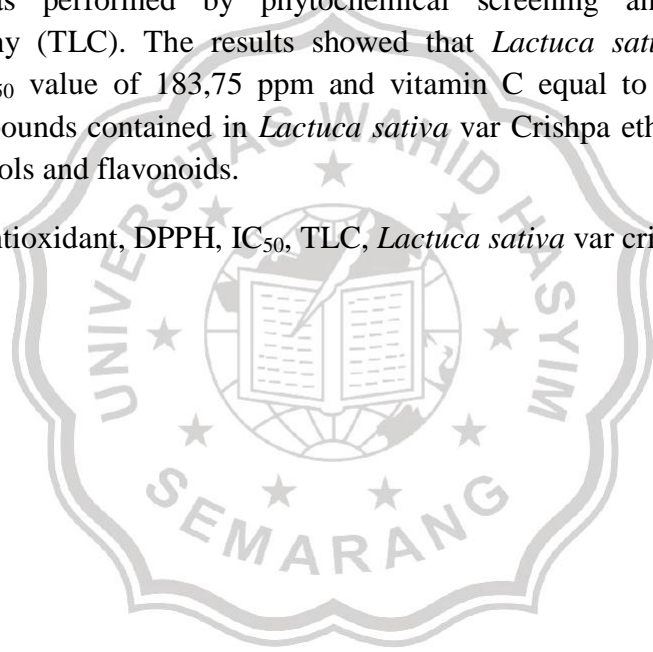 s performed by phytochemical screening an
ny (TLC). The results showed that Lactuca sati
50 value of 183,75 ppm and vitamin C equal to
ounds contained in Lactuca sativa var Crishpa eth
ols and flavonoids.
ntioxidant, DPPH, IC50, TLC, Lactuca sativa var cri
UNIVERSITAS WAHID HASYIM
SEMARANG